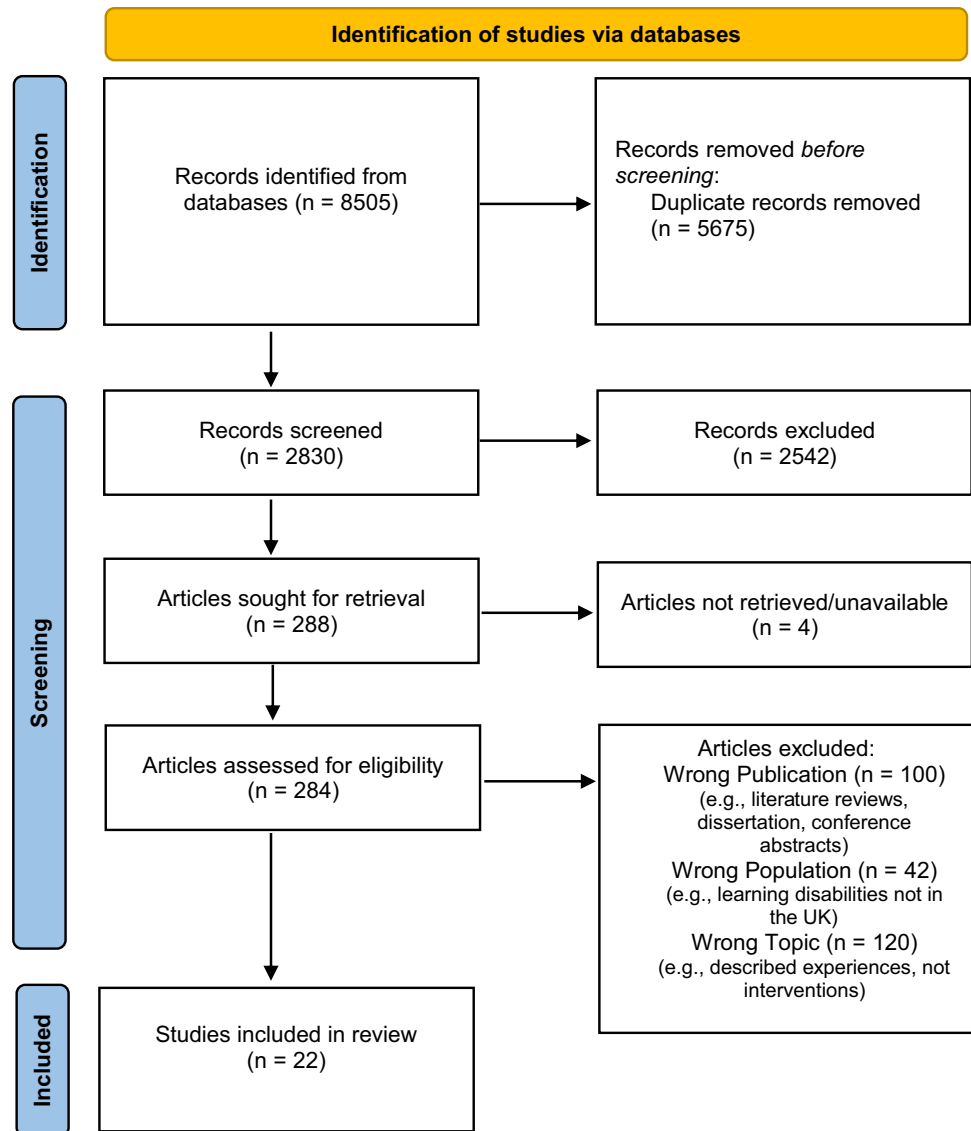 Identification of studies via databases
Identification
Records identified from
databases (n = 8505)
Records removed before
screening:
Duplicate records removed
(n = 5675)
Screening
Records screened
(n = 2830)
Records excluded
(n = 2542)
Articles sought for retrieval
(n = 288)
Articles not retrieved/unavailable
(n = 4)
Articles assessed for eligibility
(n = 284)
Articles excluded:
Wrong Publication (n = 100)
(e.g., literature reviews,
dissertation, conference
abstracts)
Wrong Population (n = 42)
(e.g., learning disabilities not in
the UK)
Wrong Topic (n = 120)
(e.g., described experiences, not
interventions)
Included
Studies included in review
(n = 22)